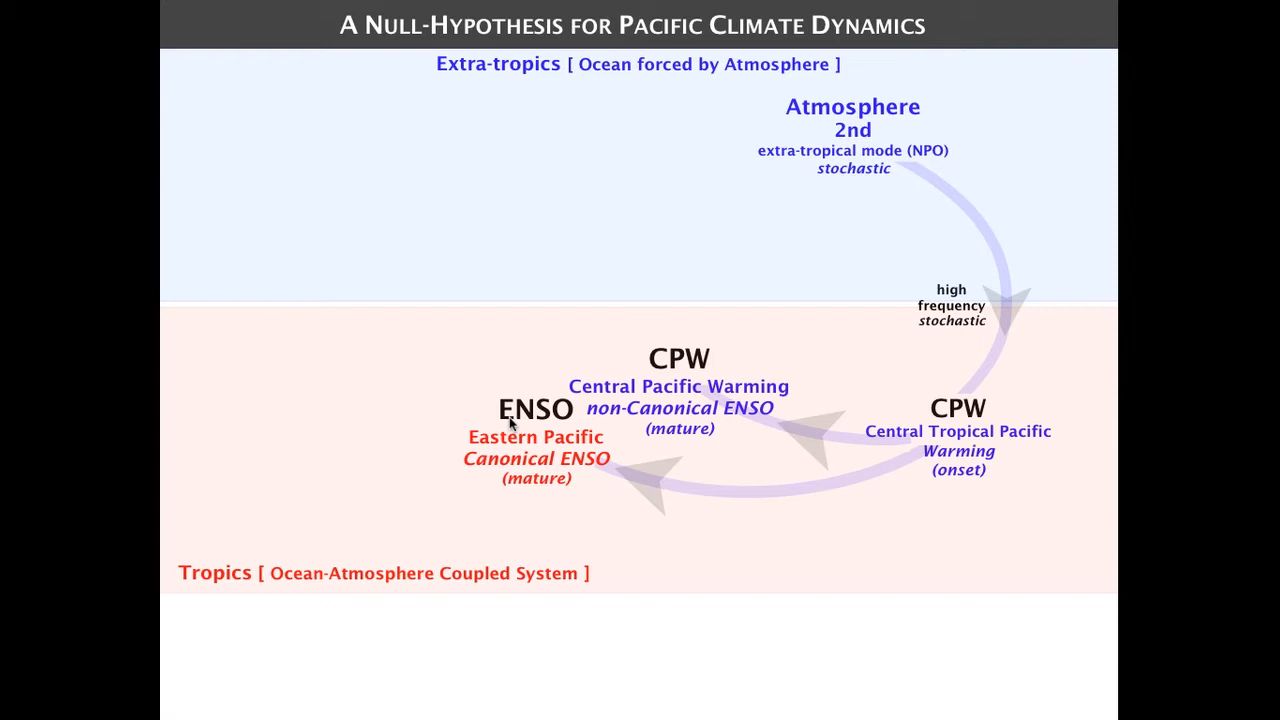 A NULL-HYPOTHESIS FOR PACIFIC CLIMATE DYNAMICS
Extra-tropics [ Ocean forced by Atmosphere ]
Atmosphere
2nd
extra-tropical mode (NPO)
stochastic
high
frequency
stochastic
CPW
Central Pacific Warming
non-Canonical ENSO
(mature)
ENSO
Eastern Pacific
Canonical ENSO
(mature)
CPW
Central Tropical Pacific
Warming
(onset)
Tropics [ Ocean-Atmosphere Coupled System ]